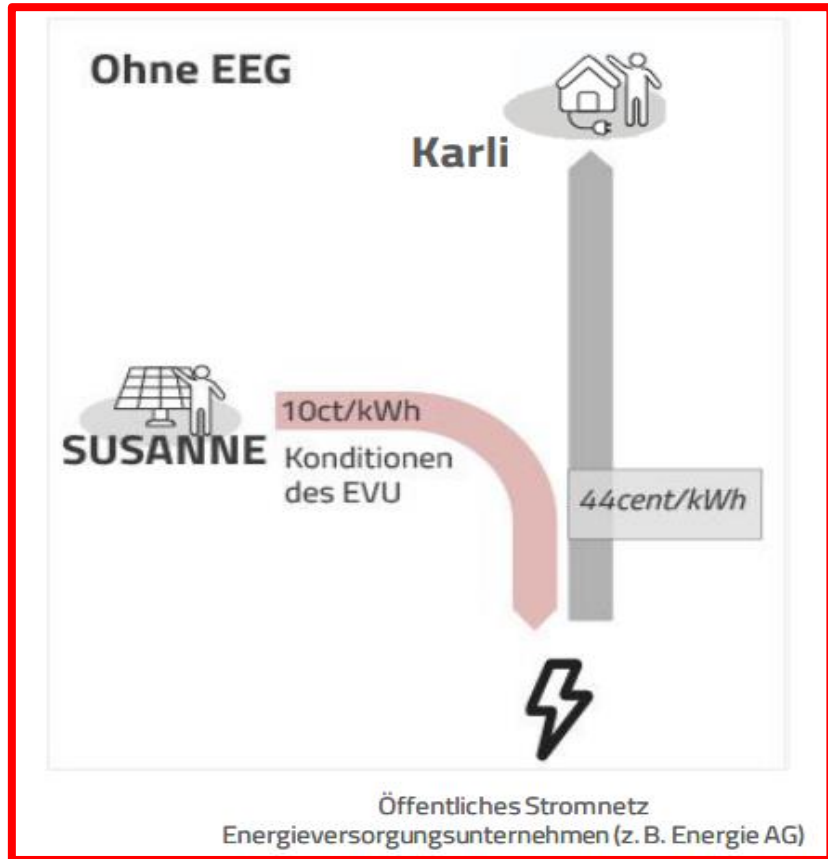 Ohne EEG
Karli
SUSANNE
10ct/kWh
Konditionen
des EVU
44cent/kWh
Öffentliches Stromnetz
Energieversorgungsunternehmen (z. B. Energie AG)